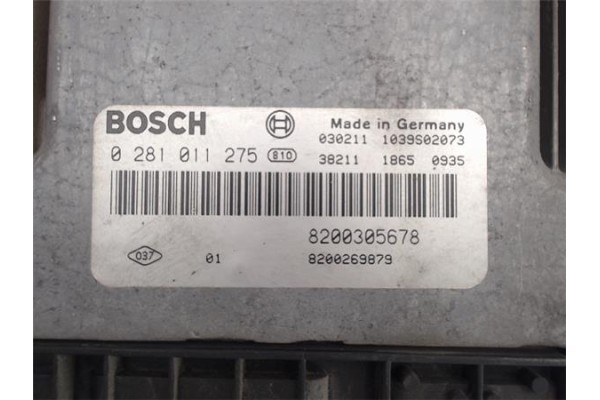 BOSCH
Made in Germany
030211 1039S02073
0 281 011 275 810
38211 1865 0935
8200305678
037 01 8200269879